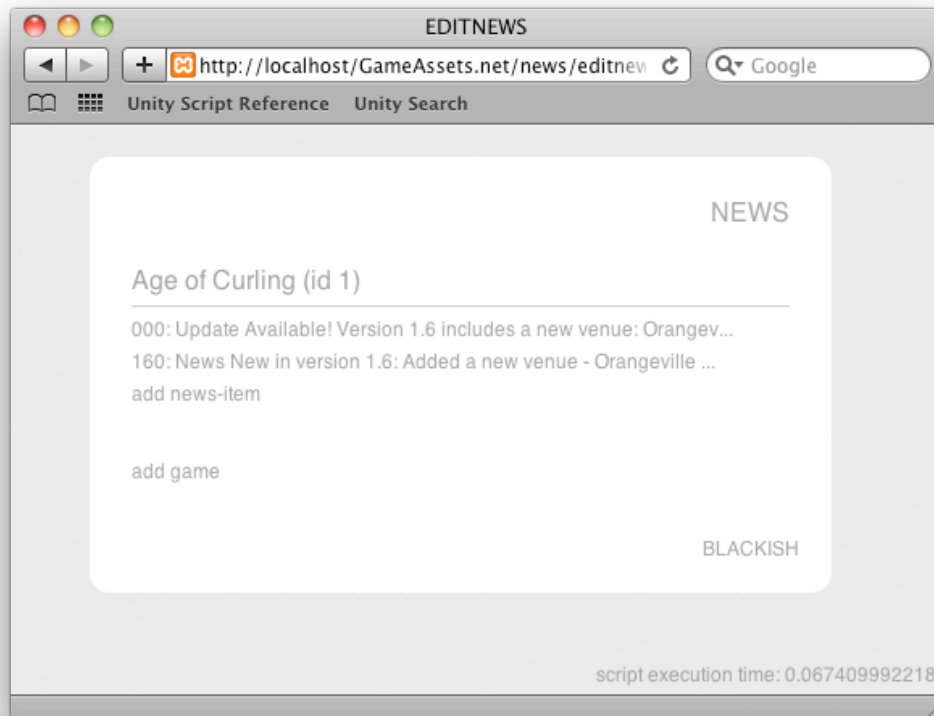 EDITNEWS
http://localhost/GameAssets.net/news/editnew
Google
Unity Script Reference
Unity Search
NEWS
Age of Curling (id 1)
000: Update Available! Version 1.6 includes a new venue: Orangev...
160: News New in version 1.6: Added a new venue - Orangeville ...
add news-item
add game
BLACKISH
script execution time: 0.067409992218